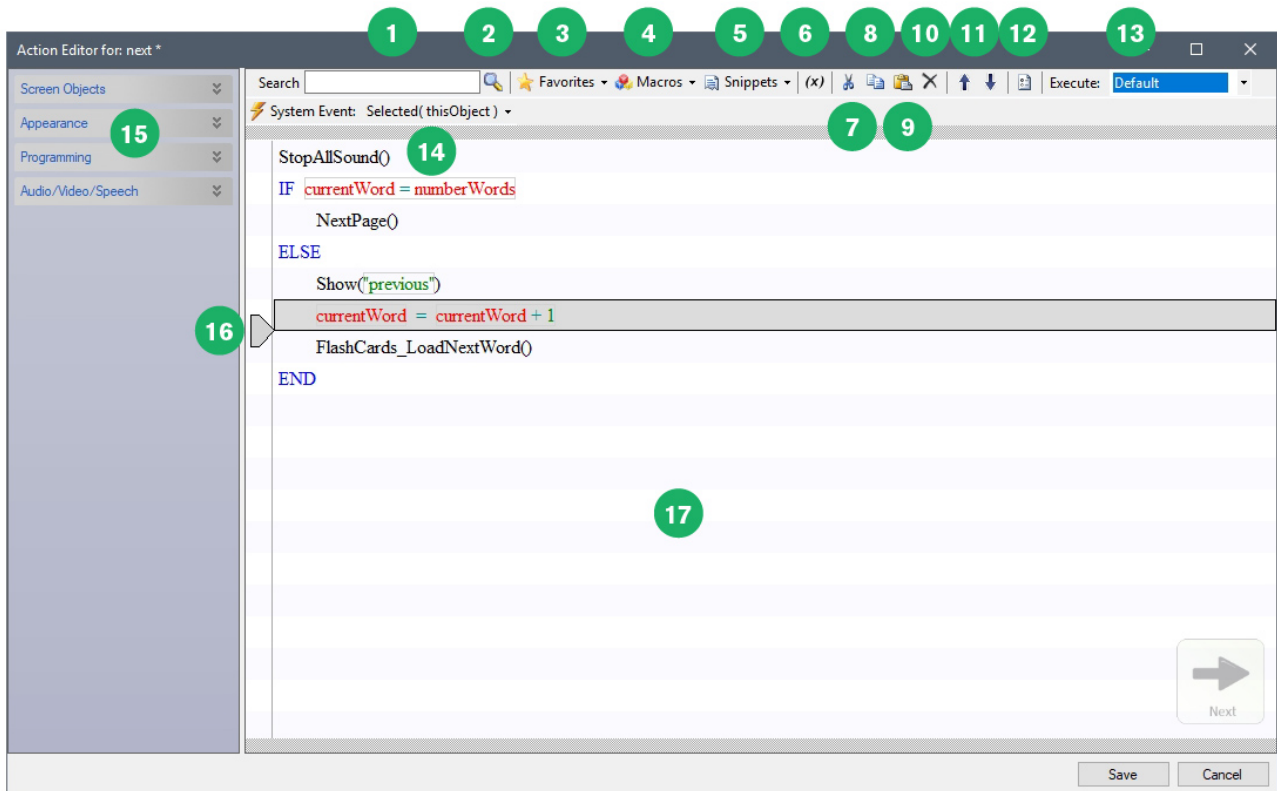 1 2 3 4 5 6 8 10 11 12 13
Action Editor for: next *
Search Favorites Macros Snippets (x) Execute: Default
Screen Objects
System Event: Selected( thisObject )
7 9
Appearance
15
14
Programming
Audio/Video/Speech
StopAllSound()
IF currentWord = numberWords
NextPage()
ELSE
Show("previous")
currentWord = currentWord + 1
16
FlashCards_LoadNextWord()
END
17
Next
Save Cancel